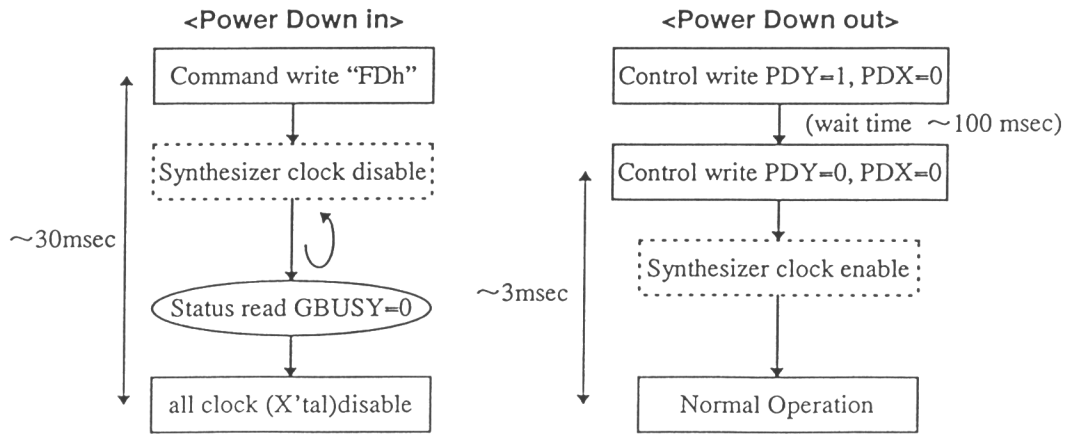 <Power Down in>
Command write “FDh”
Synthesizer clock disable
～30msec
Status read GBUSY=0
all clock (X'tal)disable
<Power Down out>
Control write PDY=1, PDX=0
(wait time ～100 msec)
Control write PDY=0, PDX=0
Synthesizer clock enable
～3msec
Normal Operation